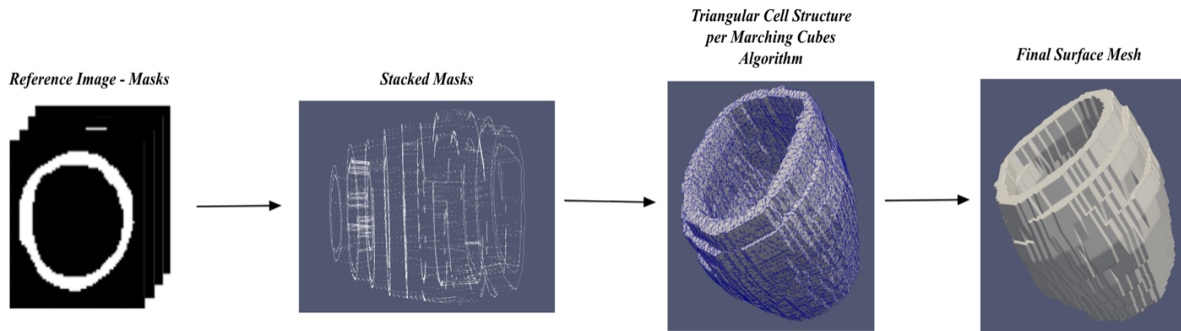 Reference Image - Masks
Stacked Masks
Triangular Cell Structure
per Marching Cubes
Algorithm
Final Surface Mesh